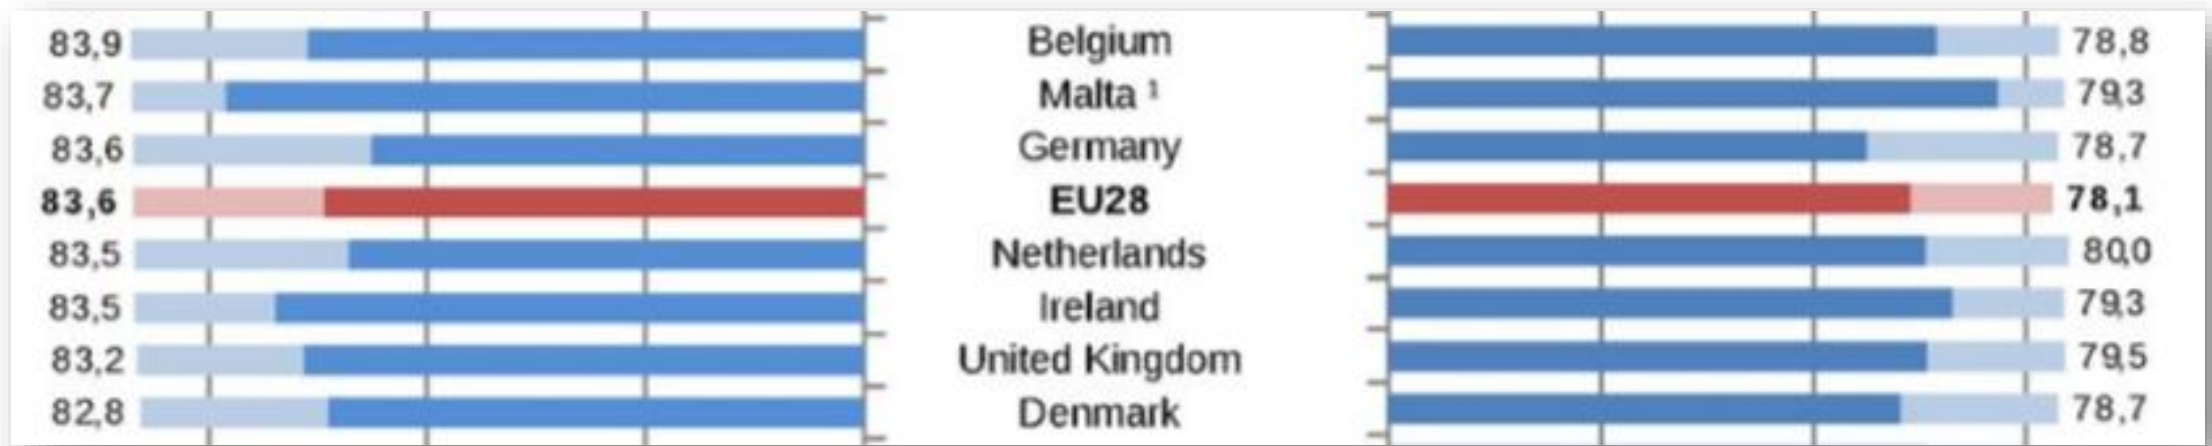 83,9 Belgium 78,8
83,7 Malta ¹ 79,3
83,6 Germany 78,7
83,6 EU28 78,1
83,5 Netherlands 80,0
83,5 Ireland 79,3
83,2 United Kingdom 79,5
82,8 Denmark 78,7